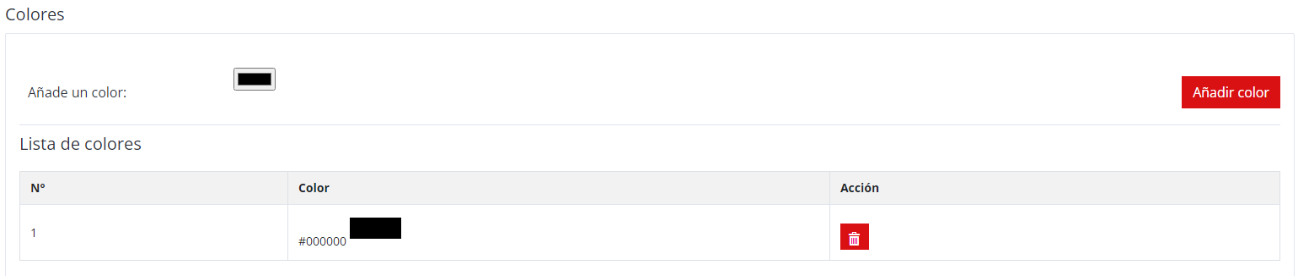 Colores
Añade un color:
Añadir color
Lista de colores
Nº Color Acción
1 #000000